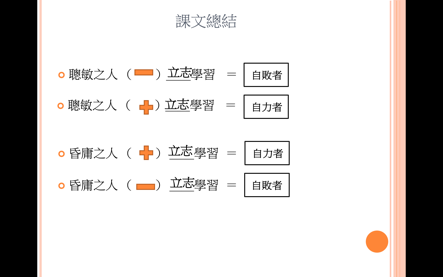 課文總結
聰敏之人（－）立志學習 ＝ 自敗者
聰敏之人（＋）立志學習 ＝ 自力者
昏庸之人（＋）立志學習 ＝ 自力者
昏庸之人（－）立志學習 ＝ 自敗者